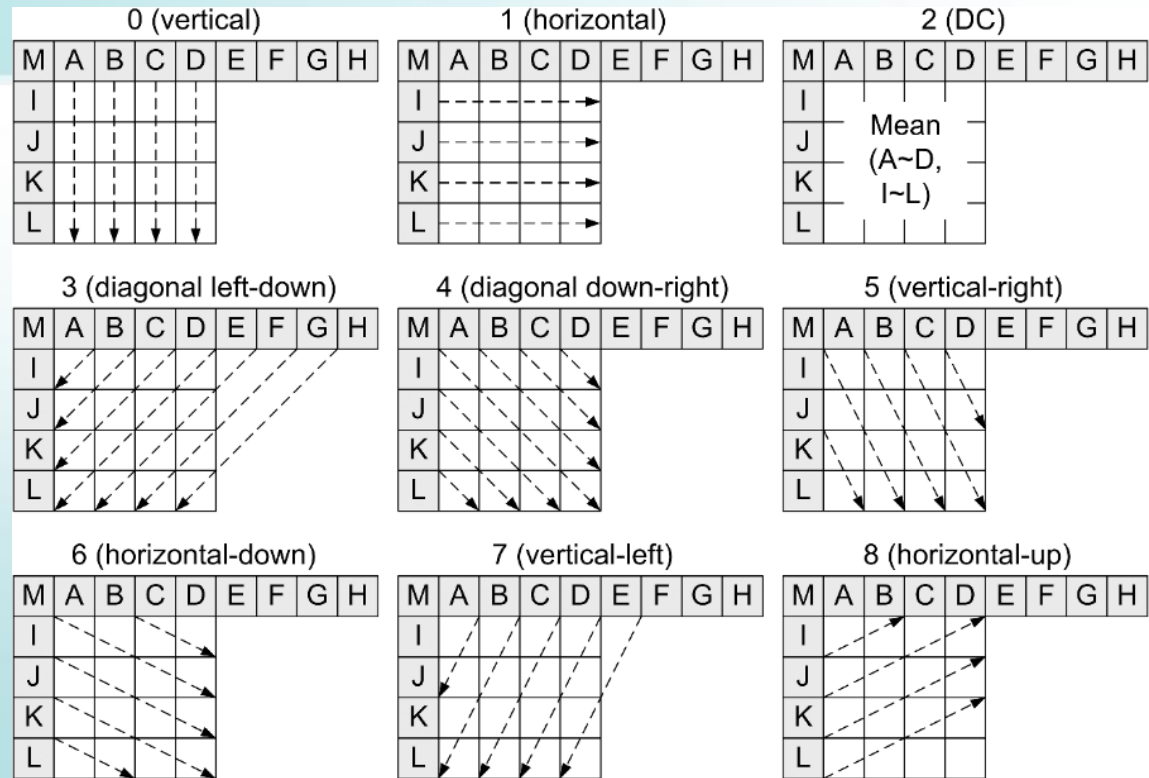 0 (vertical)
M A B C D E F G H
I
J
K
L
1 (horizontal)
M A B C D E F G H
I
J
K
L
2 (DC)
M A B C D E F G H
I
J
K
L
Mean
(A~D,
I~L)
3 (diagonal left-down)
M A B C D E F G H
I
J
K
L
4 (diagonal down-right)
M A B C D E F G H
I
J
K
L
5 (vertical-right)
M A B C D E F G H
I
J
K
L
6 (horizontal-down)
M A B C D E F G H
I
J
K
L
7 (vertical-left)
M A B C D E F G H
I
J
K
L
8 (horizontal-up)
M A B C D E F G H
I
J
K
L